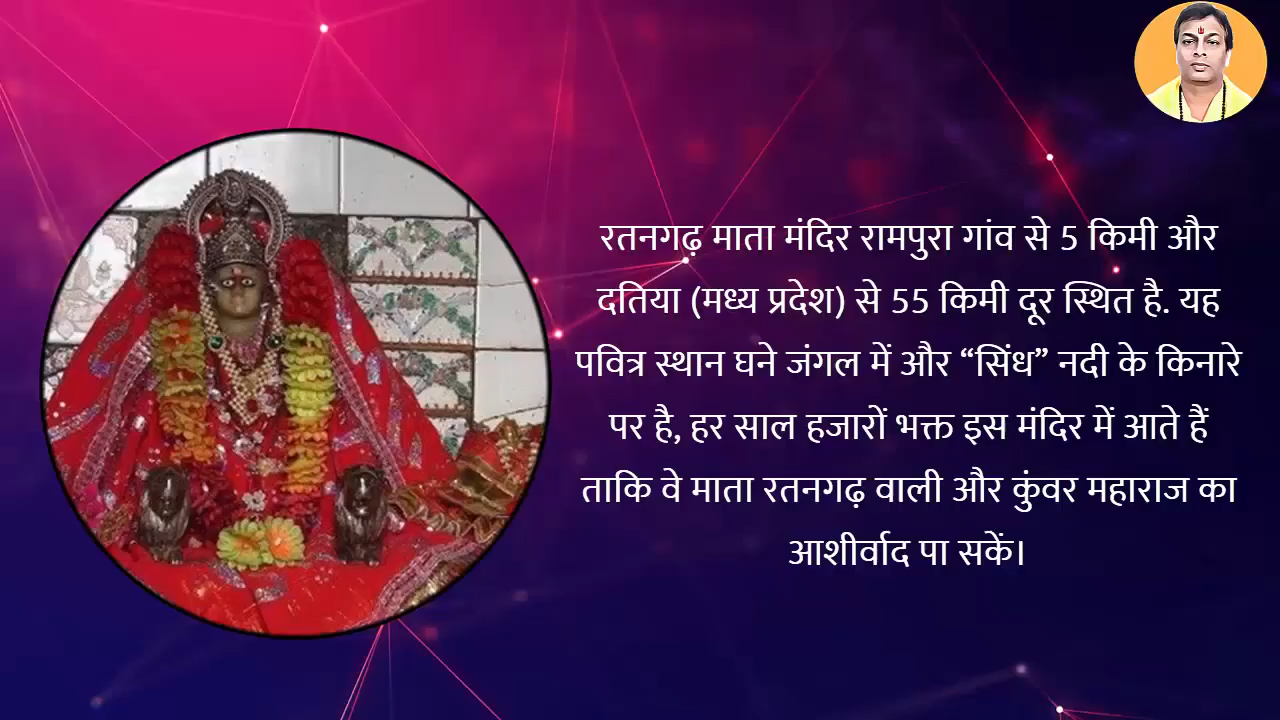 रतनगढ़ माता मंदिर रामपुरा गांव से 5 किमी और
दतिया (मध्य प्रदेश) से 55 किमी दूर स्थित है. यह
पवित्र स्थान घने जंगल में और “सिंध” नदी के किनारे
पर है, हर साल हजारों भक्त इस मंदिर में आते हैं
ताकि वे माता रतनगढ़ वाली और कुंवर महाराज का
आशीर्वाद पा सकें।